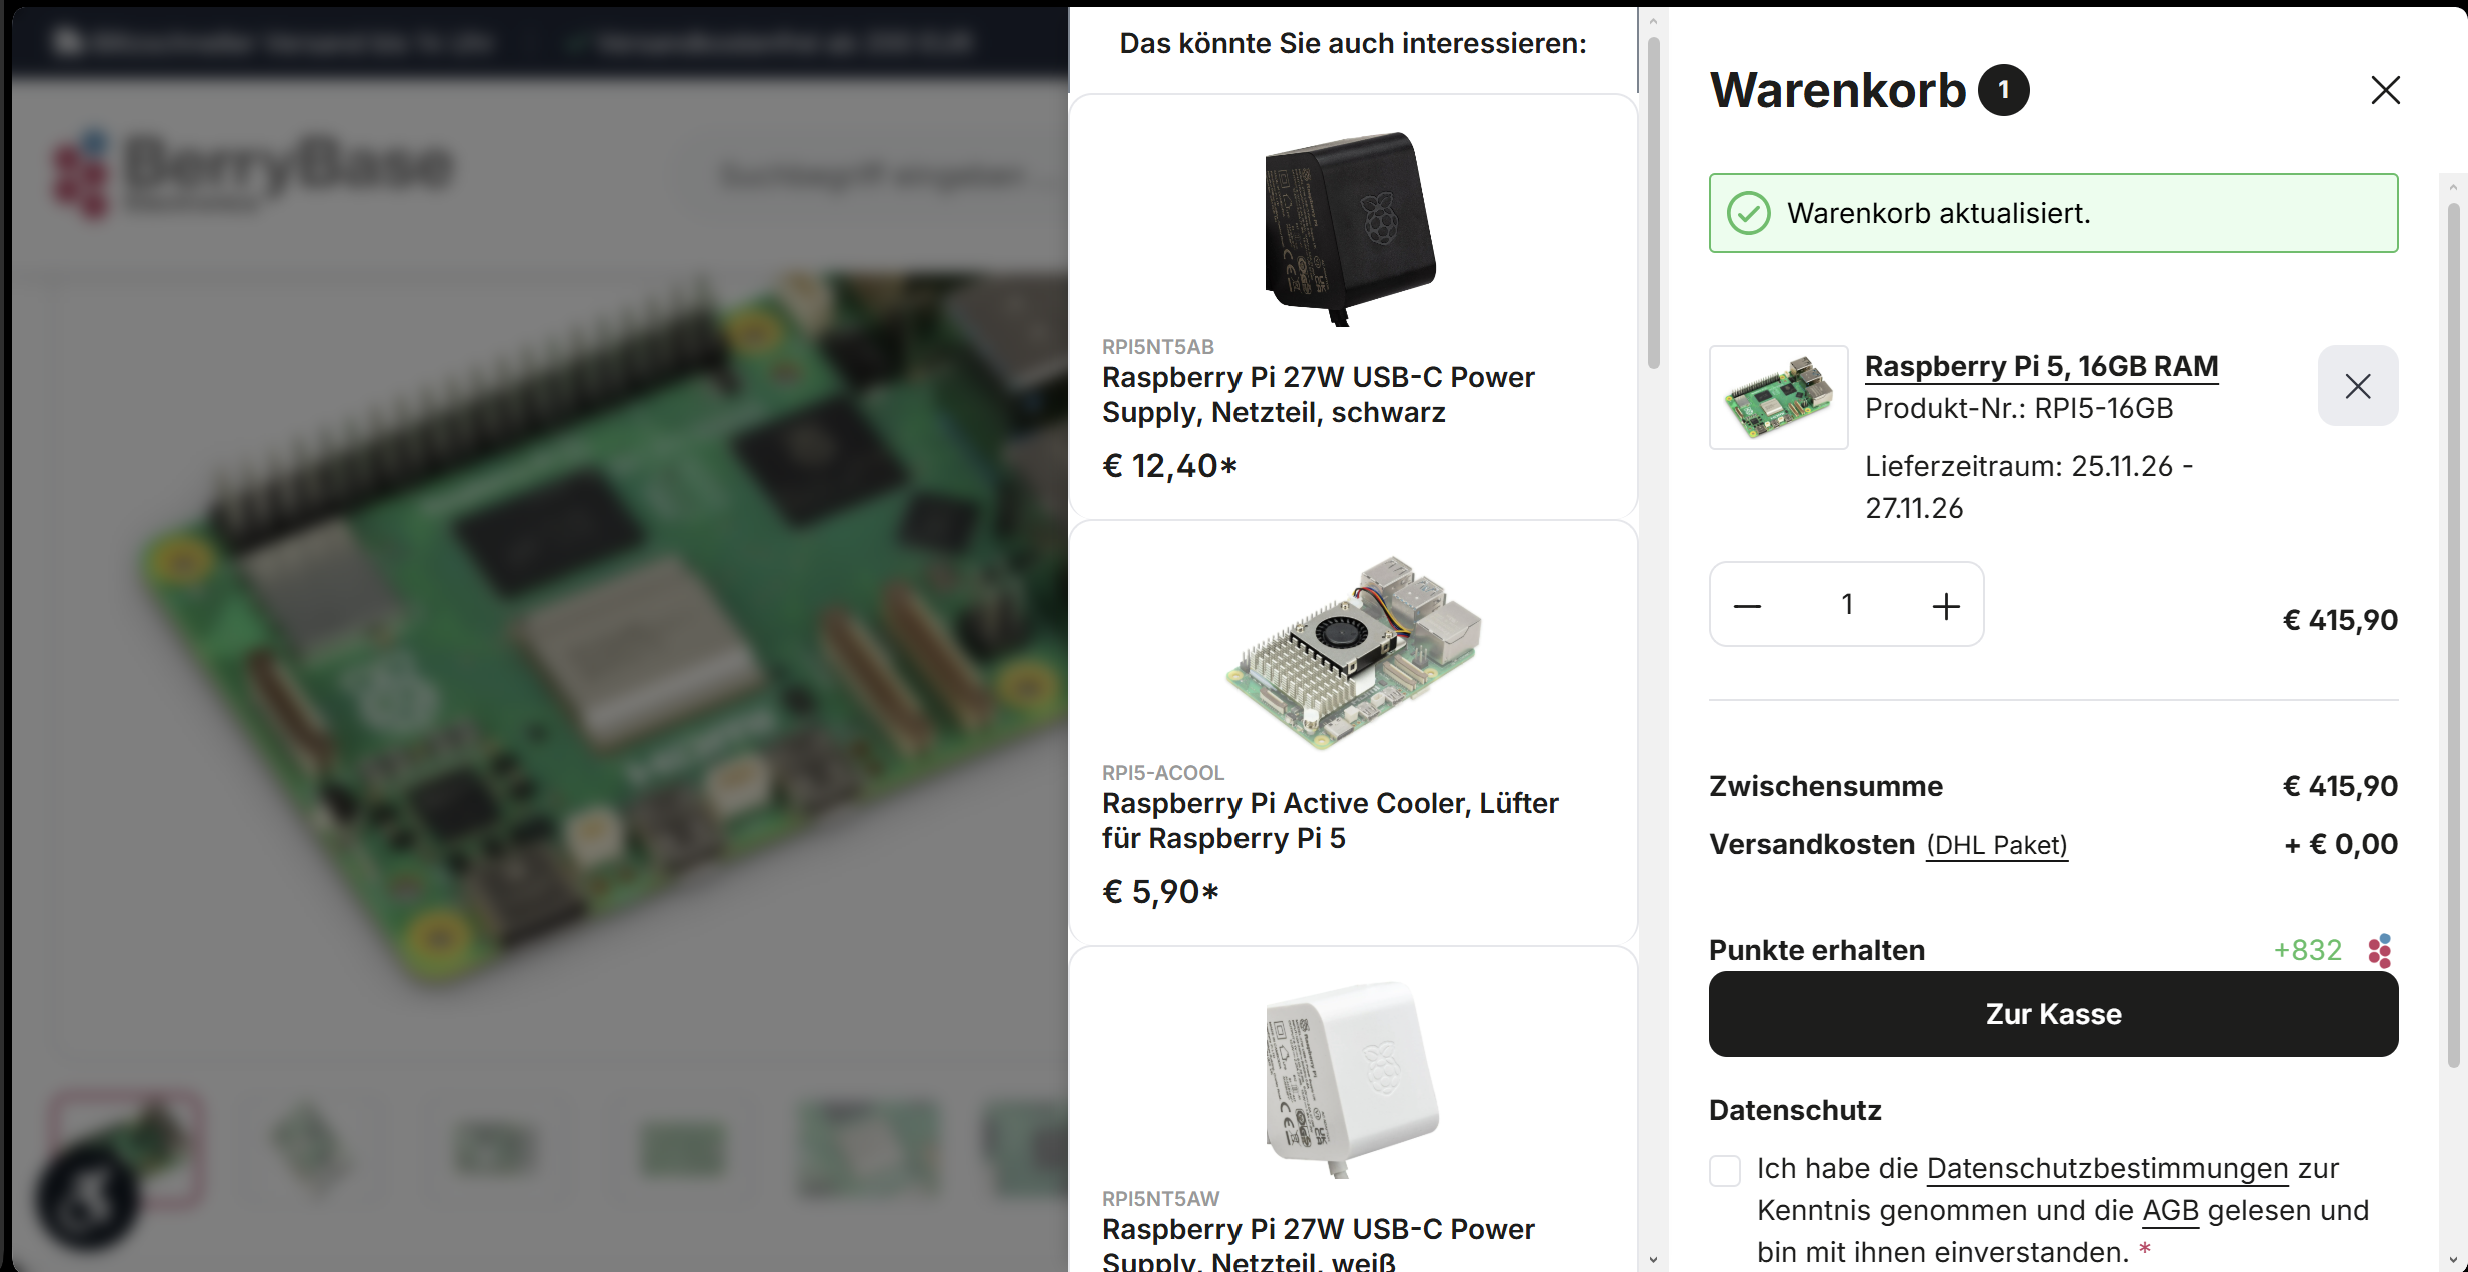 BerryBase
Suchbegriff eingeben ...
Das könnte Sie auch interessieren:
RPI5NT5AB
Raspberry Pi 27W USB-C Power
Supply, Netzteil, schwarz
€ 12,40*
RPI5-ACOOL
Raspberry Pi Active Cooler, Lüfter
für Raspberry Pi 5
€ 5,90*
RPI5NT5AW
Raspberry Pi 27W USB-C Power
Supply, Netzteil, weiß
Warenkorb 1
Warenkorb aktualisiert.
Raspberry Pi 5, 16GB RAM
Produkt-Nr.: RPI5-16GB
Lieferzeitraum: 25.11.26 -
27.11.26
1
€ 415,90
Zwischensumme € 415,90
Versandkosten (DHL Paket) + € 0,00
Punkte erhalten +832
Zur Kasse
Datenschutz
Ich habe die Datenschutzbestimmungen zur
Kenntnis genommen und die AGB gelesen und
bin mit ihnen einverstanden. *